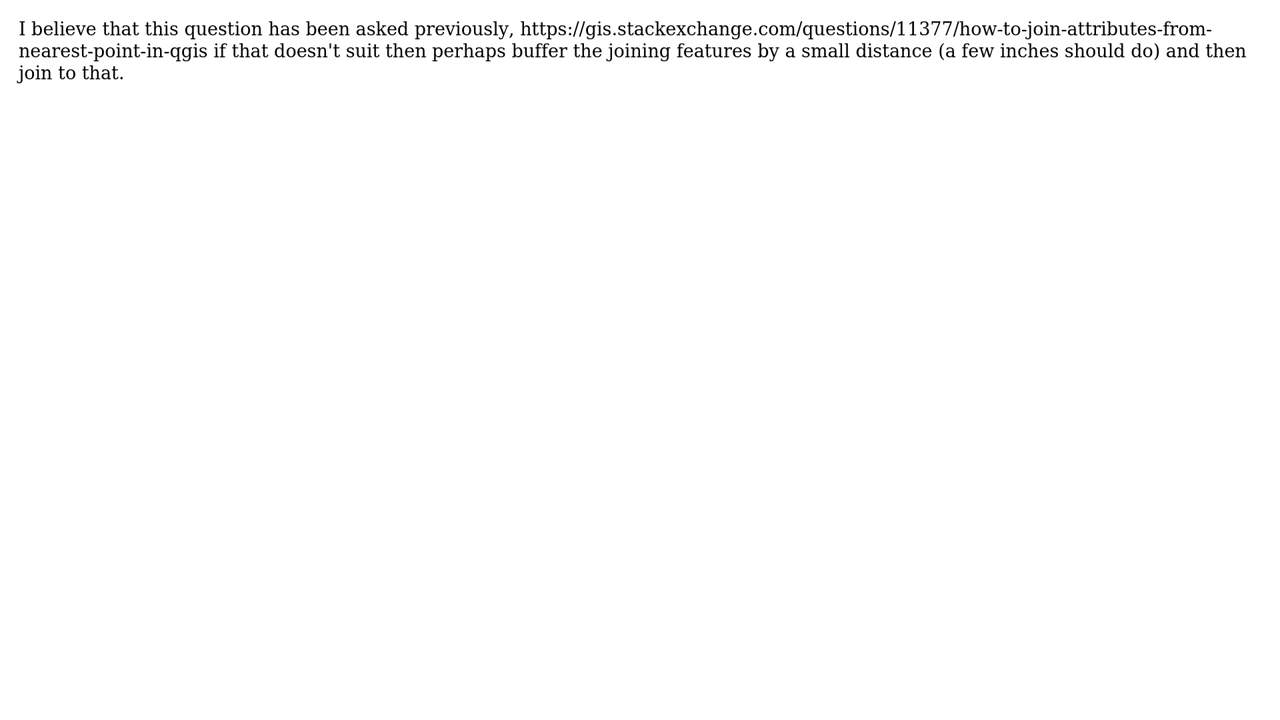 I believe that this question has been asked previously, https://gis.stackexchange.com/questions/11377/how-to-join-attributes-from-
nearest-point-in-qgis if that doesn't suit then perhaps buffer the joining features by a small distance (a few inches should do) and then
join to that.